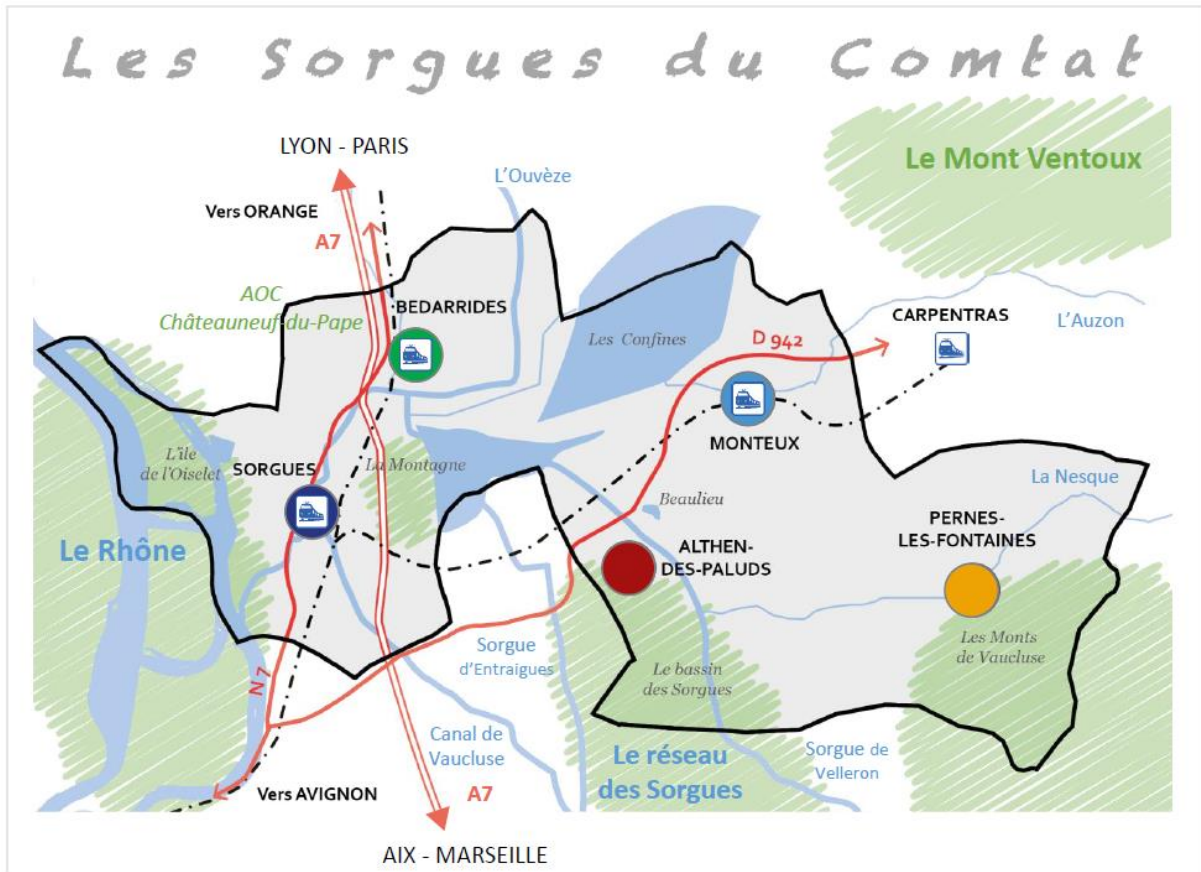 Les Sorgues du Comtat
LYON - PARIS
Le Mont Ventoux
L'Ouvèze
Vers ORANGE
A7
AOC
Châteauneuf-du-Pape
BEDARRIDES
CARPENTRAS
L'Auzon
Les Confines
D 942
MONTEUX
L'île
de l'Oiselet
SORGUES
La Montagne
La Nesque
Beaulieu
PERNES-
LES-FONTAINES
Le Rhône
ALTHEN-
DES-PALUDS
Sorgue
d'Entraigues
Les Monts
de Vaucluse
Le bassin
des Sorgues
N 7
Canal de
Vaucluse
Le réseau
des Sorgues
Sorgue de
Velleron
Vers AVIGNON
A7
AIX - MARSEILLE